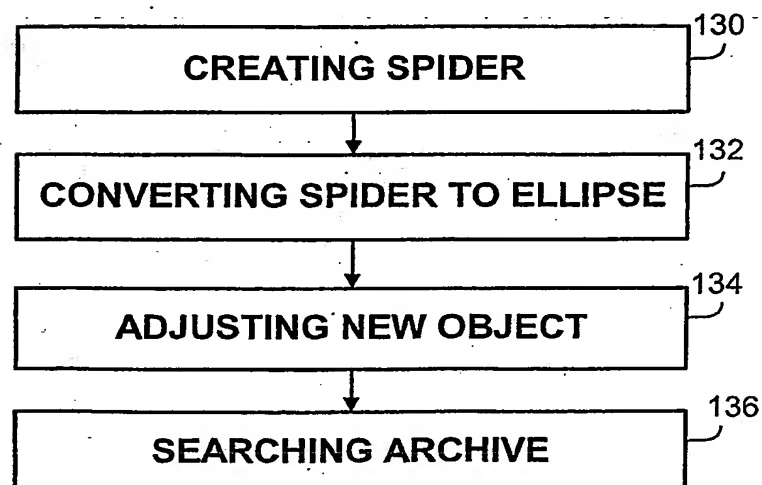 130
CREATING SPIDER
132
CONVERTING SPIDER TO ELLIPSE
134
ADJUSTING NEW OBJECT
136
SEARCHING ARCHIVE